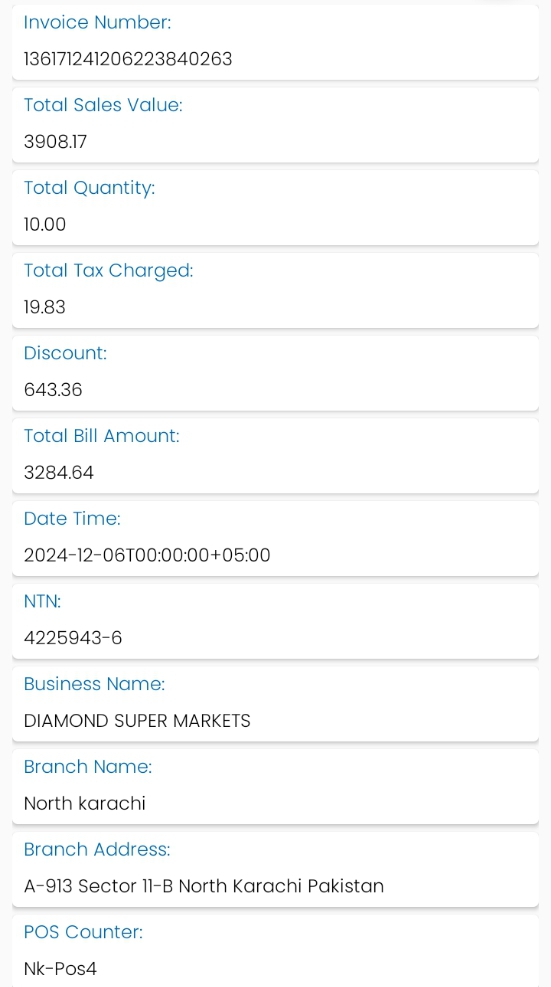 Invoice Number:
136171241206223840263
Total Sales Value:
3908.17
Total Quantity:
10.00
Total Tax Charged:
19.83
Discount:
643.36
Total Bill Amount:
3284.64
Date Time:
2024-12-06T00:00:00+05:00
NTN:
4225943-6
Business Name:
DIAMOND SUPER MARKETS
Branch Name:
North karachi
Branch Address:
A-913 Sector 11-B North Karachi Pakistan
POS Counter:
Nk-Pos4